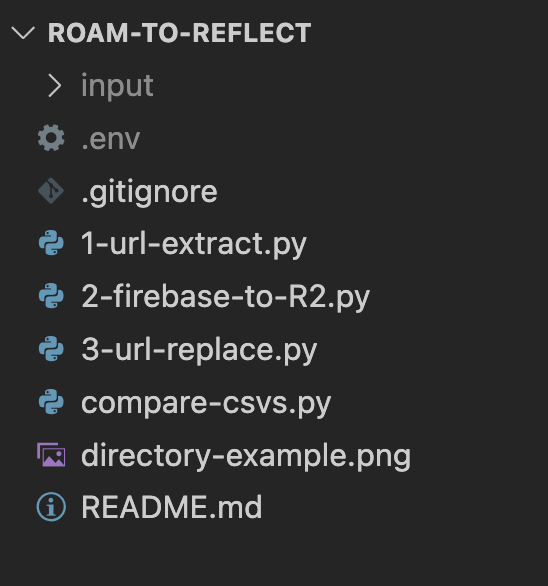 ROAM-TO-REFLECT
input
.env
.gitignore
1-url-extract.py
2-firebase-to-R2.py
3-url-replace.py
compare-csvs.py
directory-example.png
README.md